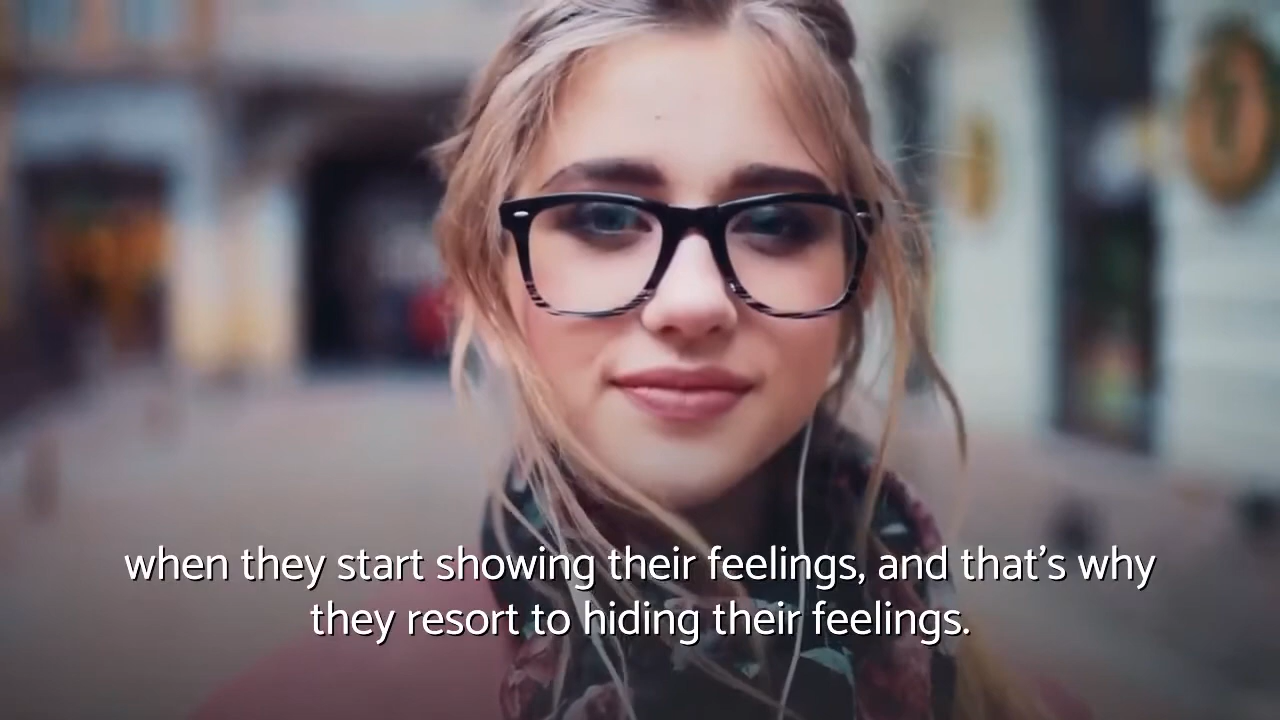 when they start showing their feelings, and that's why
they resort to hiding their feelings.